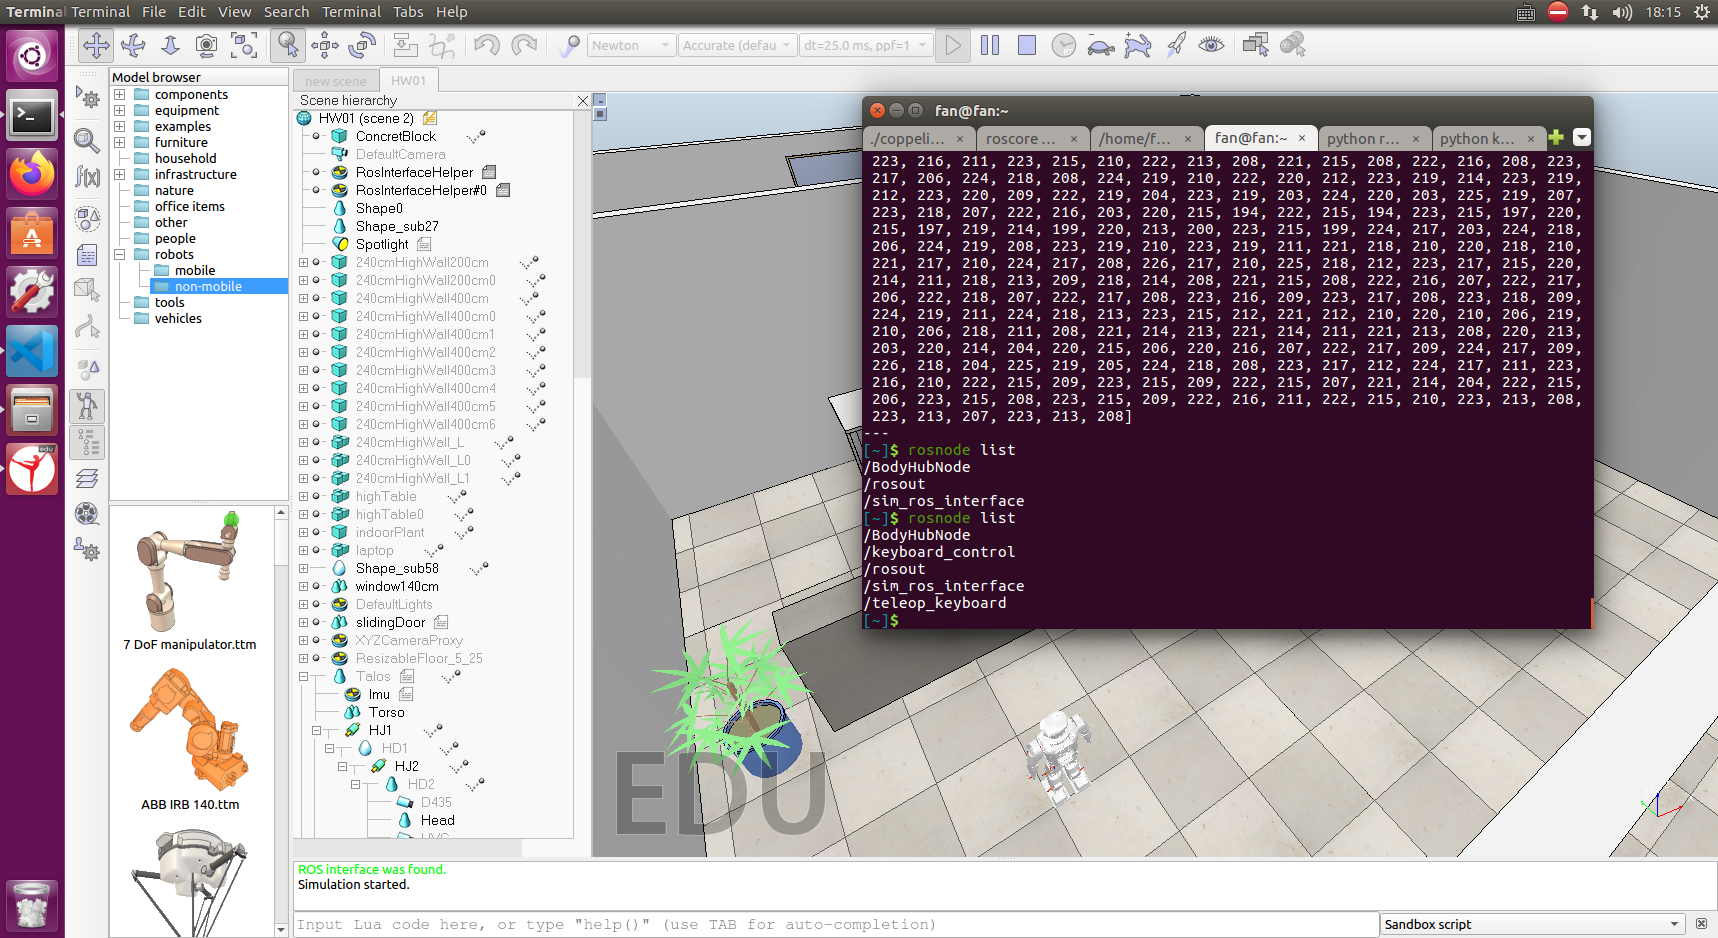 Terminal Terminal File Edit View Search Terminal Tabs Help
18:15
Newton
Accurate (defau
dt=25.0 ms, ppf=1
Model browser
components
equipment
examples
furniture
household
infrastructure
nature
office items
other
people
robots
mobile
non-mobile
tools
vehicles
7 DoF manipulator.ttm
ABB IRB 140.ttm
new scene
HW01
Scene hierarchy
HW01 (scene 2)
ConcretBlock
DefaultCamera
RosInterfaceHelper
RosInterfaceHelper#0
Shape0
Shape_sub27
Spotlight
240cmHighWall200cm
240cmHighWall200cm0
240cmHighWall400cm
240cmHighWall400cm0
240cmHighWall400cm1
240cmHighWall400cm2
240cmHighWall400cm3
240cmHighWall400cm4
240cmHighWall400cm5
240cmHighWall400cm6
240cmHighWall_L
240cmHighWall_L0
240cmHighWall_L1
highTable
highTable0
indoorPlant
laptop
Shape_sub58
window140cm
DefaultLights
slidingDoor
XYZCameraProxy
ResizableFloor_5_25
Talos
Imu
Torso
HJ1
HD1
HJ2
HD2
D435
Head
EDU
fan@fan:~
./coppeli...
roscore ...
/home/f...
fan@fan:~
python r...
python k...
223, 216, 211, 223, 215, 210, 222, 213, 208, 221, 215, 208, 222, 216, 208, 223,
217, 206, 224, 218, 208, 224, 219, 210, 222, 220, 212, 223, 219, 214, 223, 219,
212, 223, 220, 209, 222, 219, 204, 223, 219, 203, 224, 220, 203, 225, 219, 207,
223, 218, 207, 222, 216, 203, 220, 215, 194, 222, 215, 194, 223, 215, 197, 220,
215, 197, 219, 214, 199, 220, 213, 200, 223, 215, 199, 224, 217, 203, 224, 218,
206, 224, 219, 208, 223, 219, 210, 223, 219, 211, 221, 218, 210, 220, 218, 210,
221, 217, 210, 224, 217, 208, 226, 217, 210, 225, 218, 212, 223, 217, 215, 220,
214, 211, 218, 213, 209, 218, 214, 208, 221, 215, 208, 222, 216, 207, 222, 217,
206, 222, 218, 207, 222, 217, 208, 223, 216, 209, 223, 217, 208, 223, 218, 209,
224, 219, 211, 224, 218, 213, 223, 215, 212, 221, 212, 210, 220, 210, 206, 219,
210, 206, 218, 211, 208, 221, 214, 213, 221, 214, 211, 221, 213, 208, 220, 213,
203, 220, 214, 204, 220, 215, 206, 220, 216, 207, 222, 217, 209, 224, 217, 209,
226, 218, 204, 225, 219, 205, 224, 218, 208, 223, 217, 212, 224, 217, 211, 223,
216, 210, 222, 215, 209, 223, 215, 209, 222, 215, 207, 221, 214, 204, 222, 215,
206, 223, 215, 208, 223, 215, 209, 222, 216, 211, 222, 215, 210, 223, 213, 208,
223, 213, 207, 223, 213, 208]
---
[~]$ rosnode list
/BodyHubNode
/rosout
/sim_ros_interface
[~]$ rosnode list
/BodyHubNode
/keyboard_control
/rosout
/sim_ros_interface
/teleop_keyboard
[~]$
ROS interface was found.
Simulation started.
Input Lua code here, or type "help()" (use TAB for auto-completion)
Sandbox script